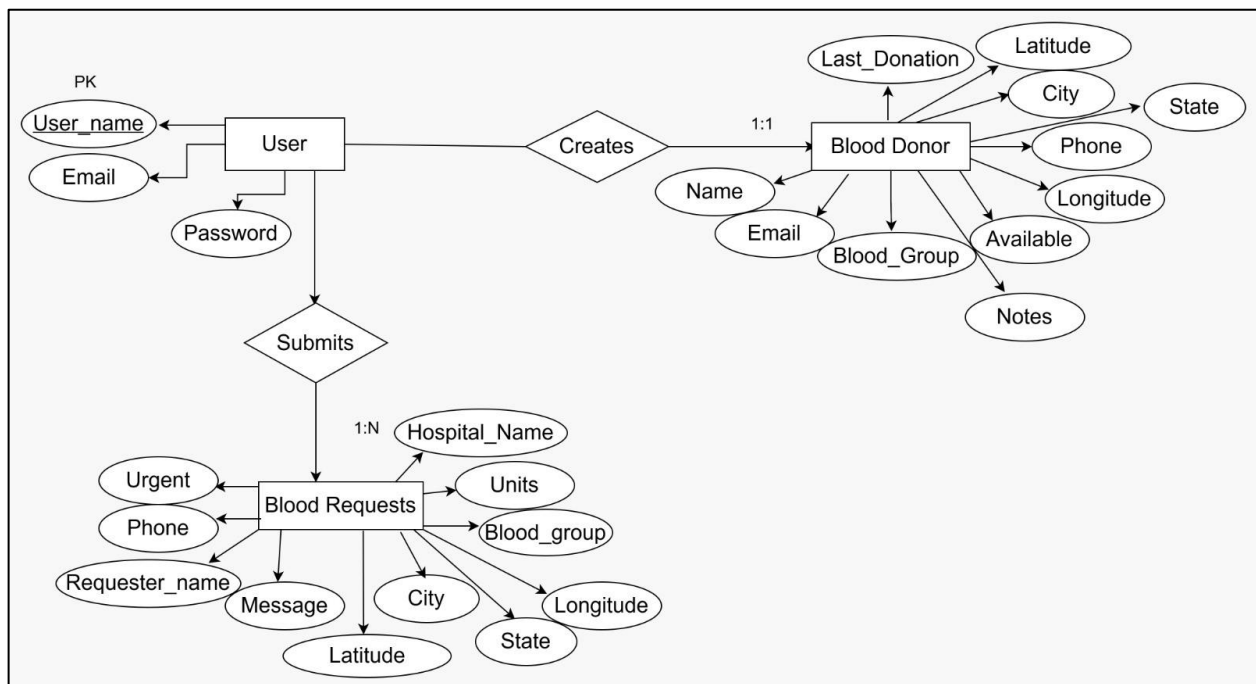 PK
User_name
Email
Password
User
Creates
1:1
Blood Donor
Last_Donation
Latitude
City
State
Phone
Longitude
Name
Email
Blood_Group
Available
Notes
Submits
1:N
Hospital_Name
Urgent
Blood Requests
Units
Phone
Blood_group
Requester_name
Message
City
Longitude
State
Latitude